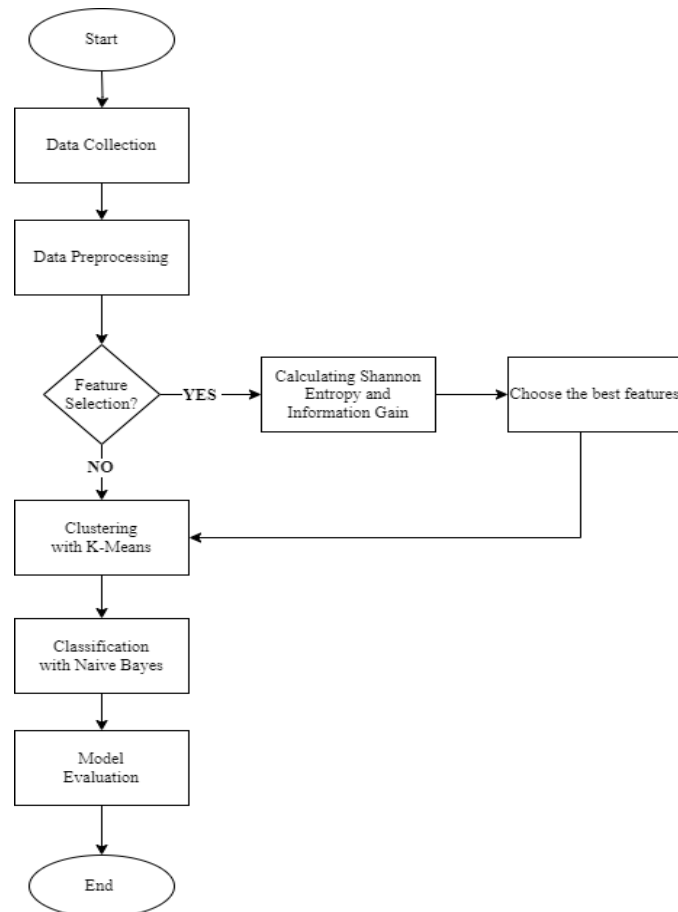 Start
Data Collection
Data Preprocessing
Feature
Selection?
YES
Calculating Shannon
Entropy and
Information Gain
Choose the best features
NO
Clustering
with K-Means
Classification
with Naive Bayes
Model
Evaluation
End